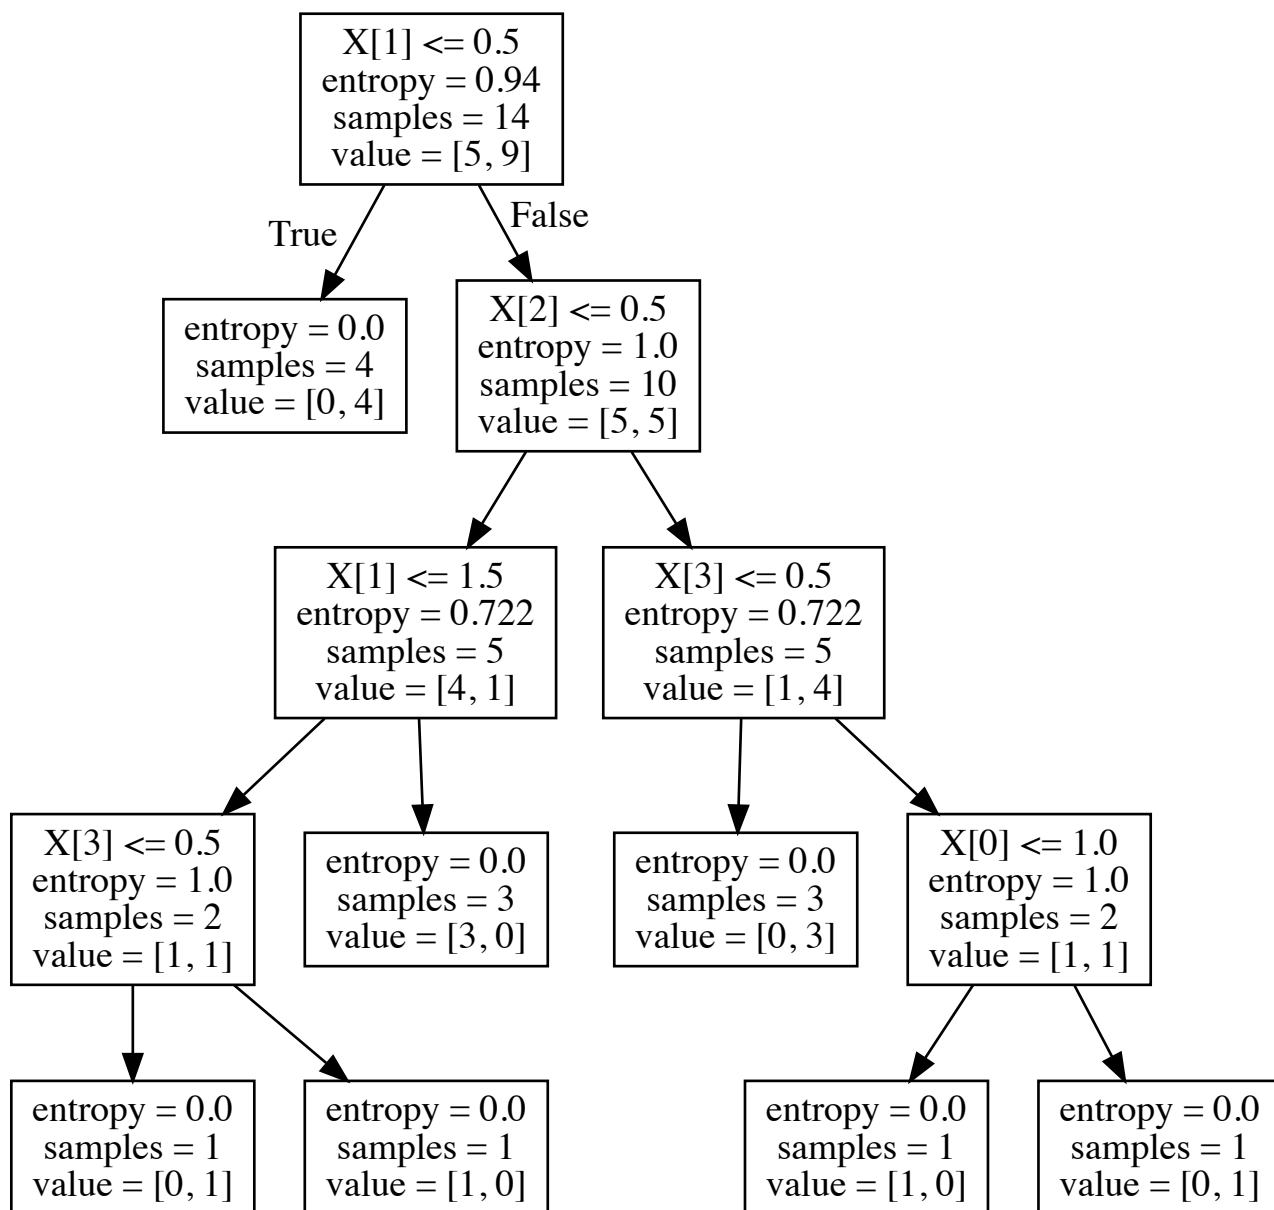 X[1] <= 0.5
entropy = 0.94
samples = 14
value = [5, 9]
True
False
entropy = 0.0
samples = 4
value = [0, 4]
X[2] <= 0.5
entropy = 1.0
samples = 10
value = [5, 5]
X[1] <= 1.5
entropy = 0.722
samples = 5
value = [4, 1]
X[3] <= 0.5
entropy = 0.722
samples = 5
value = [1, 4]
X[3] <= 0.5
entropy = 1.0
samples = 2
value = [1, 1]
entropy = 0.0
samples = 3
value = [3, 0]
entropy = 0.0
samples = 3
value = [0, 3]
X[0] <= 1.0
entropy = 1.0
samples = 2
value = [1, 1]
entropy = 0.0
samples = 1
value = [0, 1]
entropy = 0.0
samples = 1
value = [1, 0]
entropy = 0.0
samples = 1
value = [1, 0]
entropy = 0.0
samples = 1
value = [0, 1]